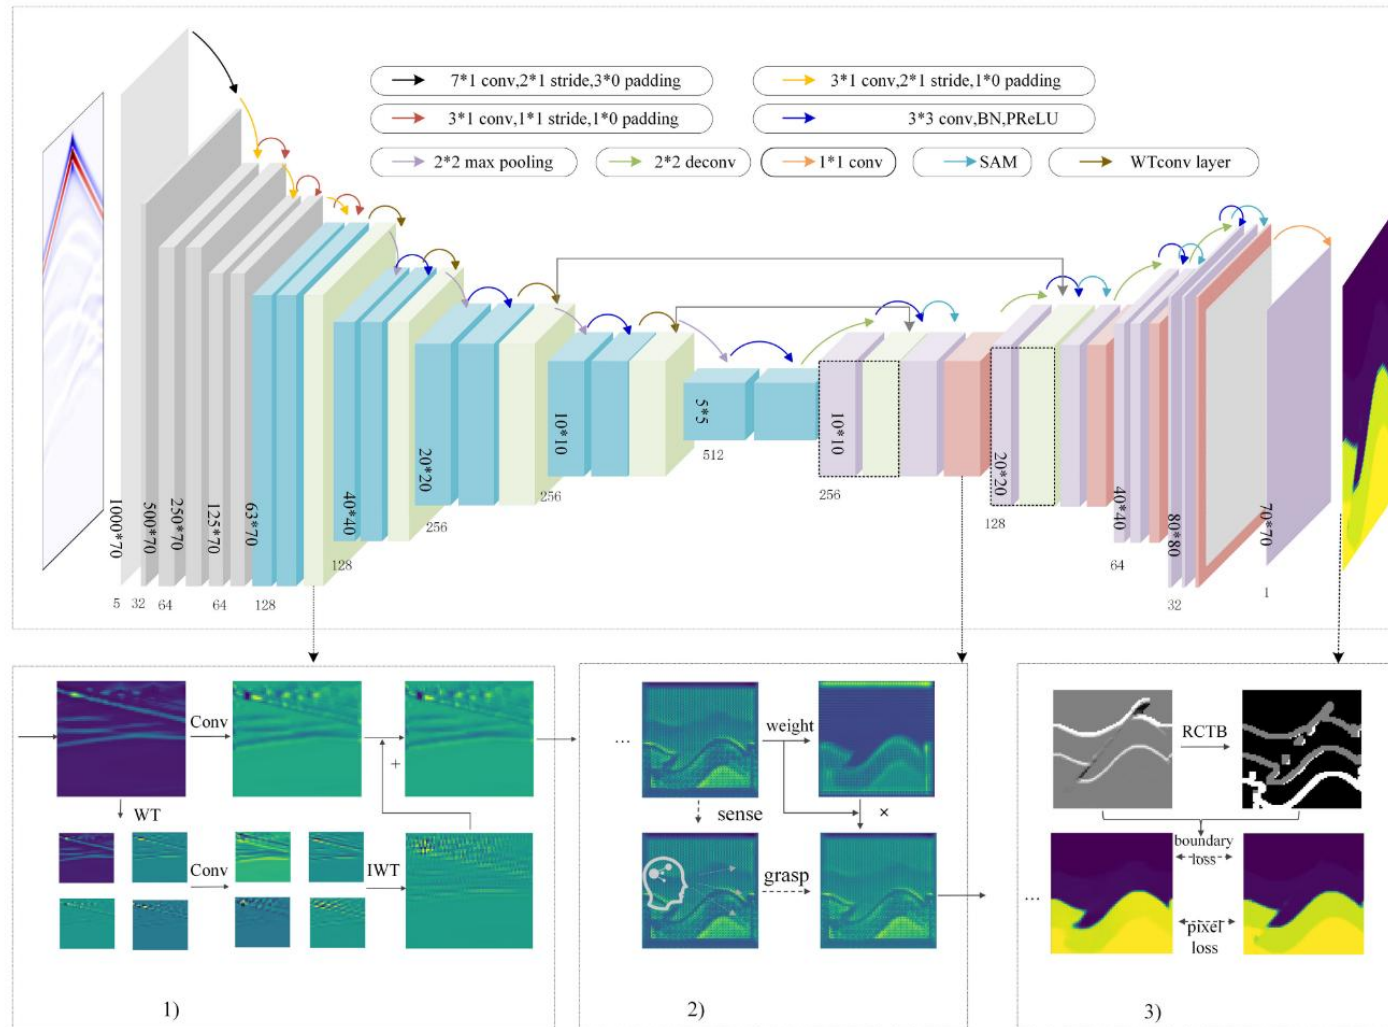 7*1 conv,2*1 stride,3*0 padding
3*1 conv,2*1 stride,1*0 padding
3*1 conv,1*1 stride,1*0 padding
3*3 conv,BN,PReLU
2*2 max pooling
2*2 deconv
1*1 conv
SAM
WTconv layer
1000*70
500*70
250*70
125*70
63*70
40*40
20*20
10*10
5*5
10*10
20*20
40*40
80*80
70*70
5
32
64
64
128
128
256
256
512
256
128
64
32
1
Conv
+
WT
Conv
IWT
1)
...
weight
sense
×
grasp
2)
RCTB
boundary
loss
...
pixel
loss
3)